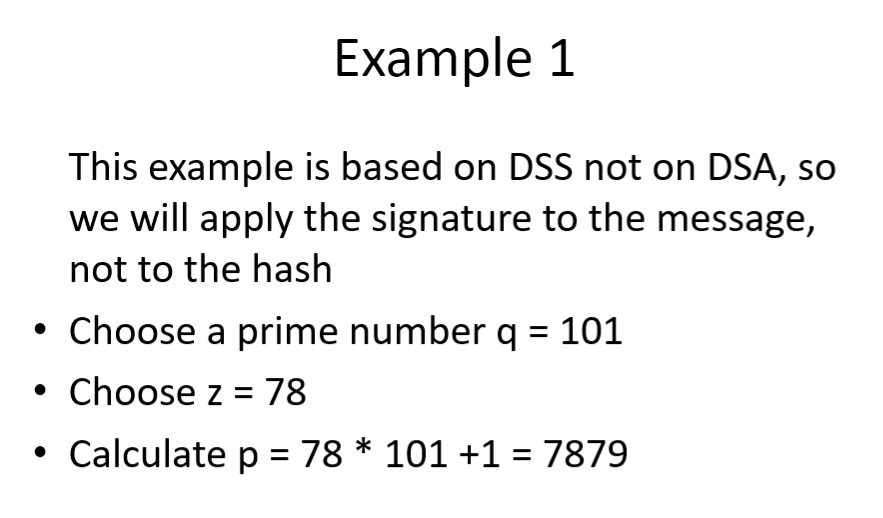 Example 1
This example is based on DSS not on DSA, so
we will apply the signature to the message,
not to the hash
• Choose a prime number q = 101
• Choose z = 78
• Calculate p = 78 * 101 +1 = 7879